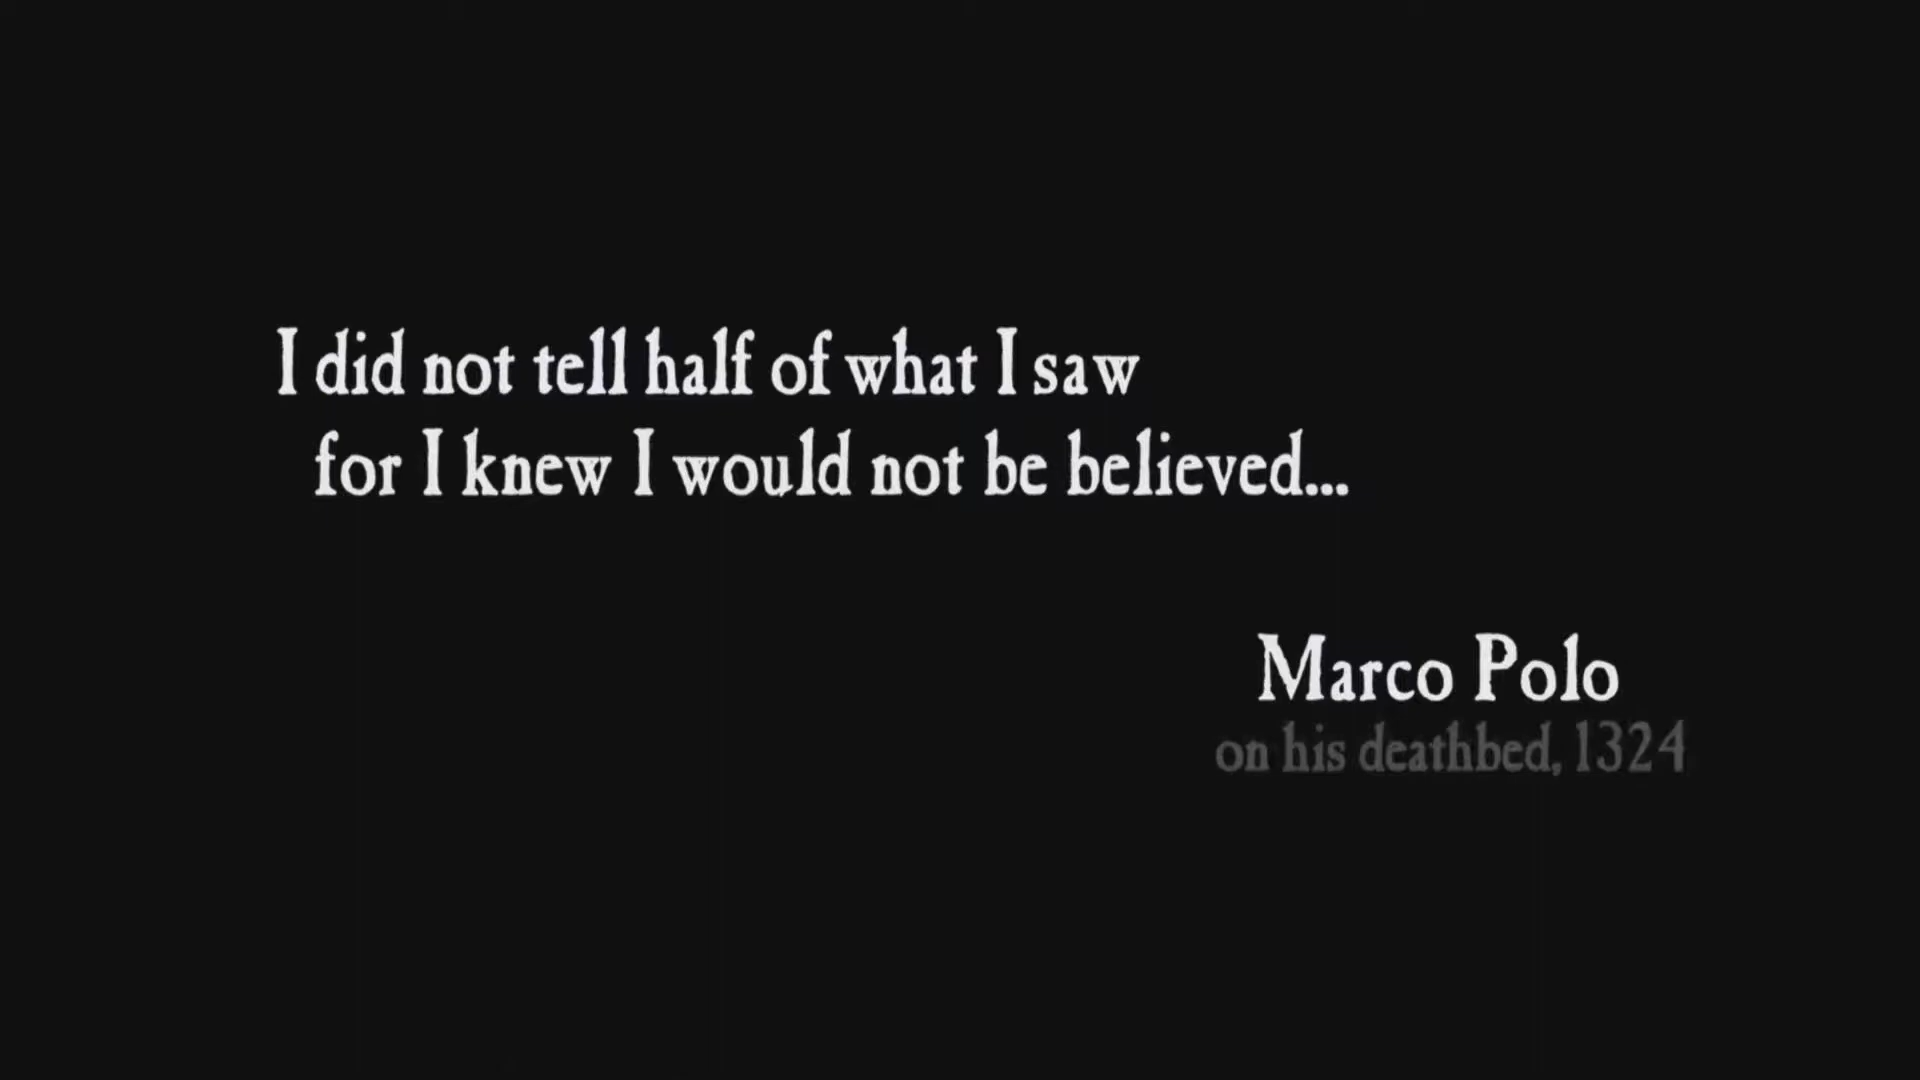 I did not tell half of what I saw
for I knew I would not be believed...
Marco Polo
on his deathbed, 1324